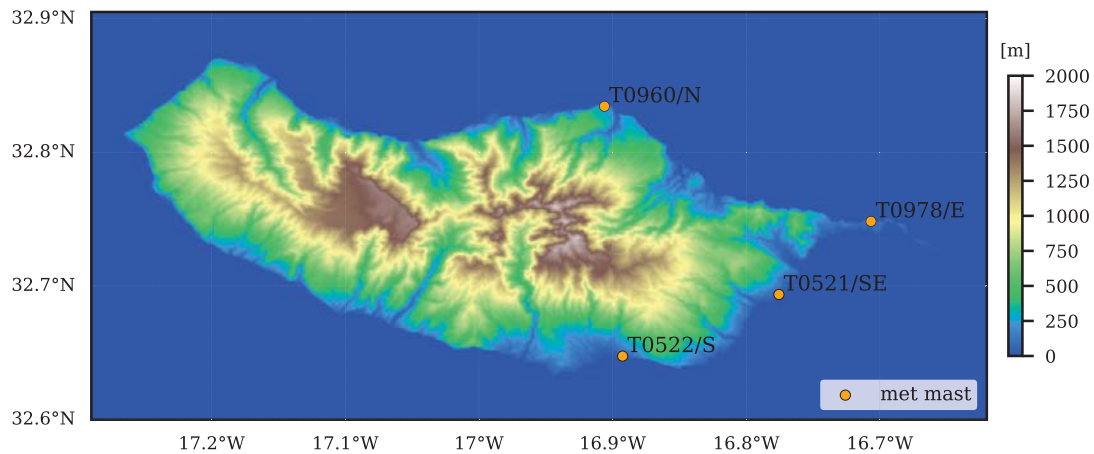 32.9°N
[m]
T0960/N
2000
1750
32.8°N
1500
1250
T0978/E
1000
32.7°N
T0521/SE
750
500
T0522/S
250
0
met mast
32.6°N
17.2°W 17.1°W 17°W 16.9°W 16.8°W 16.7°W